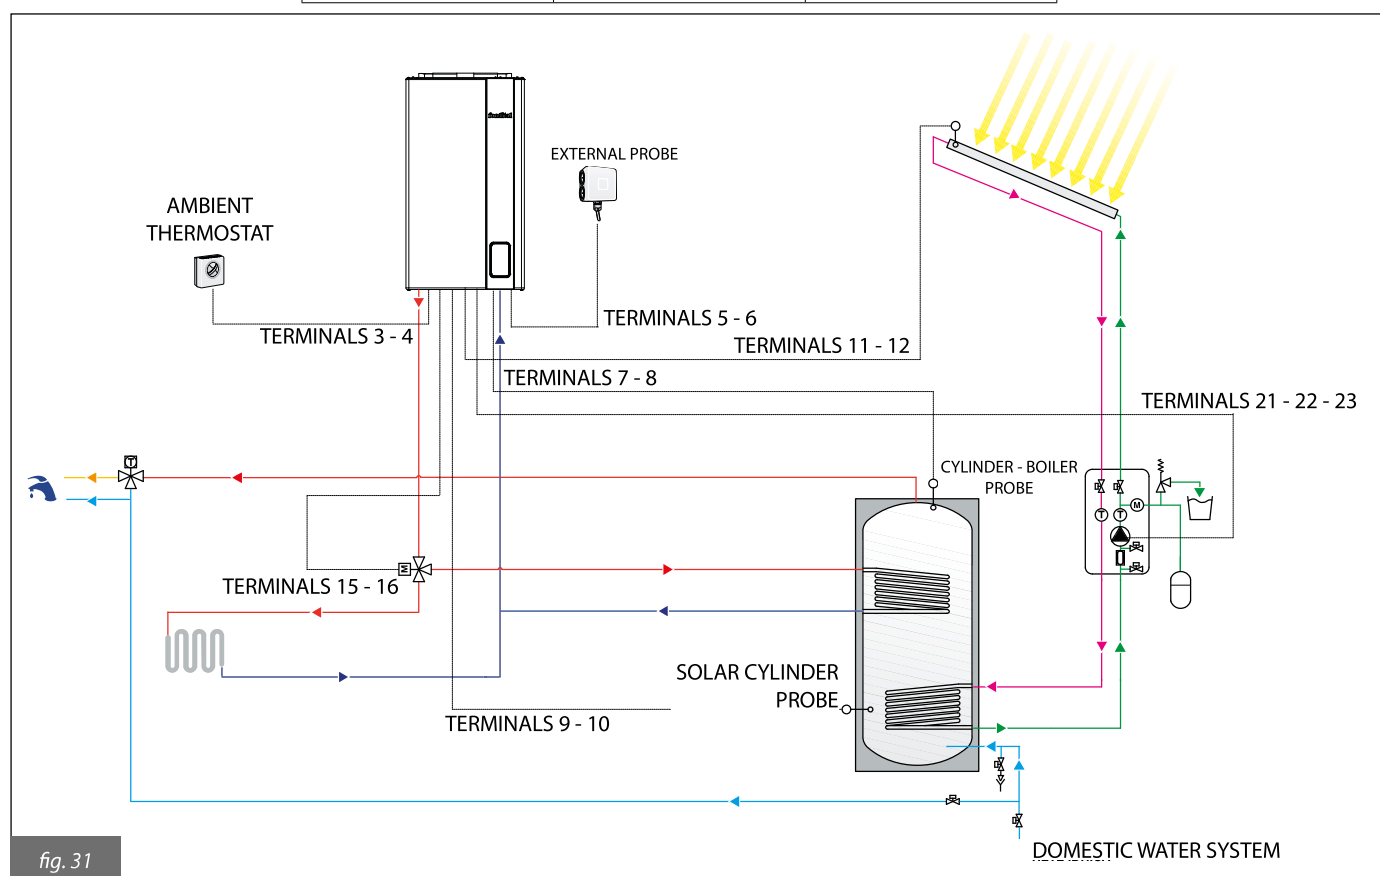 EXTERNAL PROBE
AMBIENT
THERMOSTAT
TERMINALS 3 - 4
TERMINALS 5 - 6
TERMINALS 11 - 12
TERMINALS 7 - 8
TERMINALS 21 - 22 - 23
T
CYLINDER - BOILER
PROBE
M
T
T
M
TERMINALS 15 - 16
SOLAR CYLINDER
PROBE
TERMINALS 9 - 10
DOMESTIC WATER SYSTEM
fig. 31